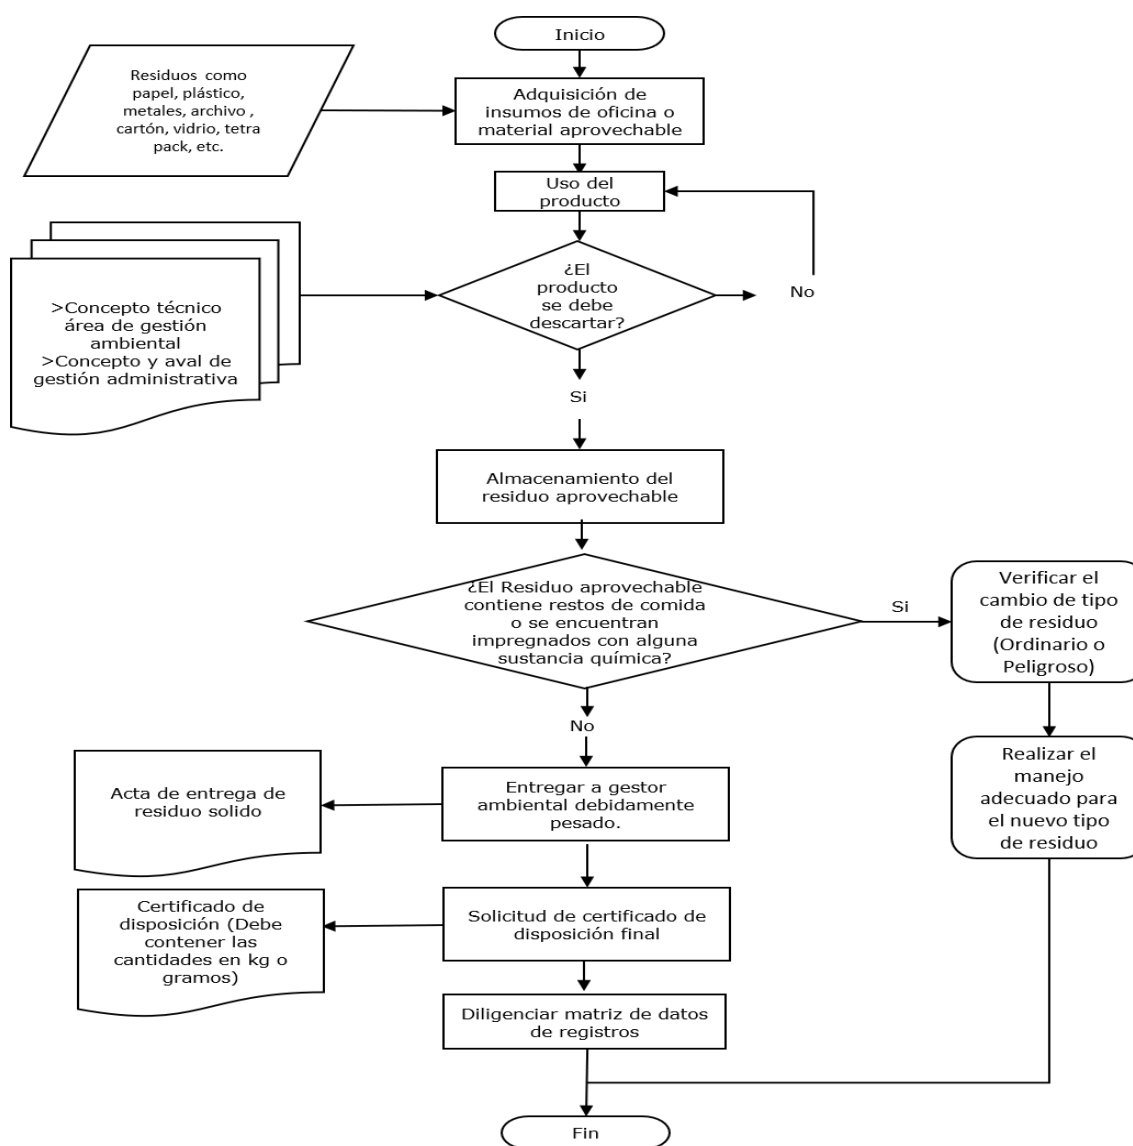 Inicio
Residuos como
papel, plástico,
metales, archivo ,
cartón, vidrio, tetra
pack, etc.
Adquisición de
insumos de oficina o
material aprovechable
Uso del
producto
>Concepto técnico
área de gestión
ambiental
>Concepto y aval de
gestión administrativa
¿El
producto
se debe
descartar?
No
Si
Almacenamiento del
residuo aprovechable
¿El Residuo aprovechable
contiene restos de comida
o se encuentran
impregnados con alguna
sustancia química?
Si
Verificar el
cambio de tipo
de residuo
(Ordinario o
Peligroso)
No
Realizar el
manejo
adecuado para
el nuevo tipo
de residuo
Acta de entrega de
residuo solido
Entregar a gestor
ambiental debidamente
pesado.
Certificado de
disposición (Debe
contener las
cantidades en kg o
gramos)
Solicitud de certificado de
disposición final
Diligenciar matriz de datos
de registros
Fin